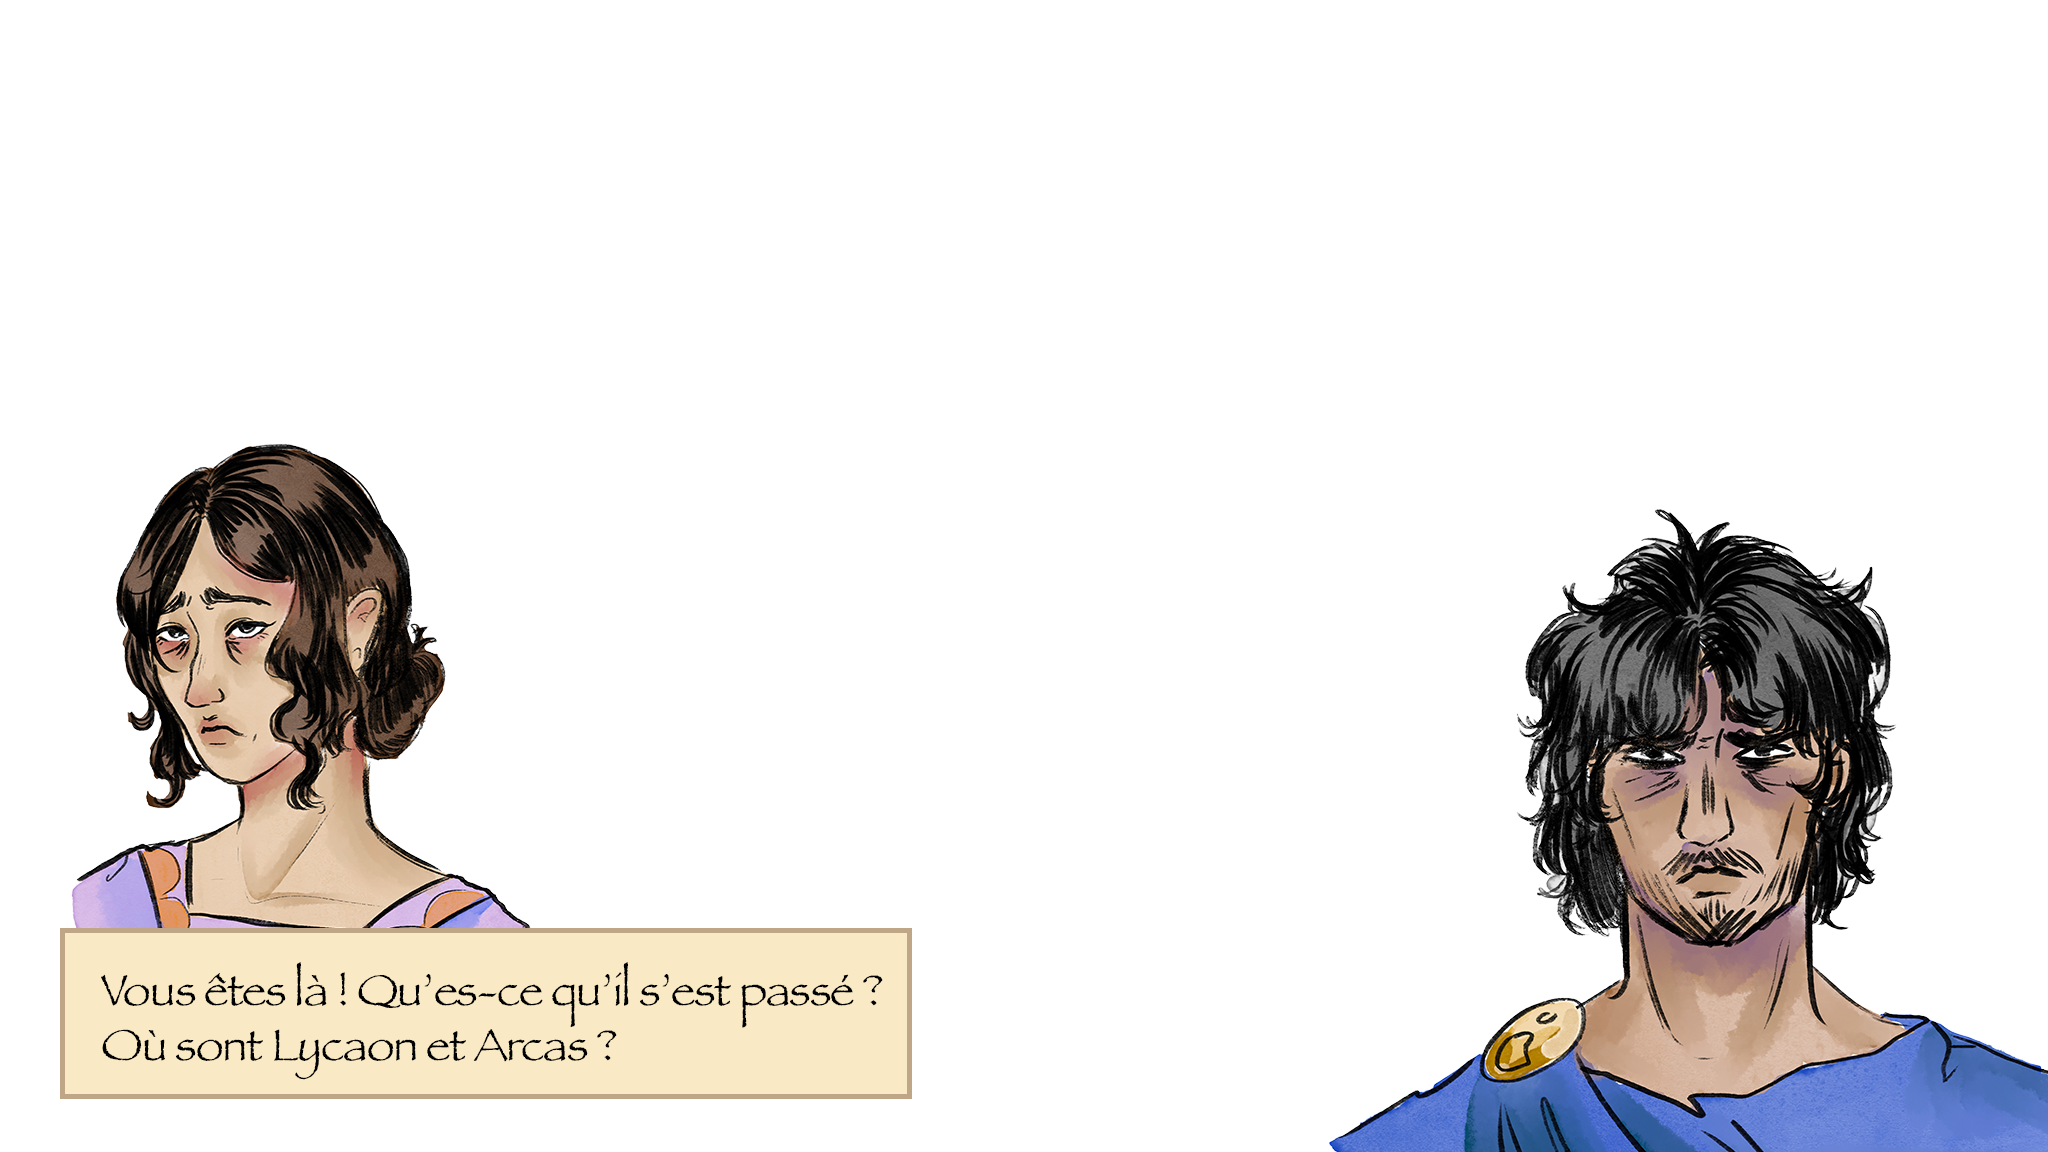 Vous êtes là ! Qu’es-ce qu’il s’est passé ?
Où sont Lycaon et Arcas ?